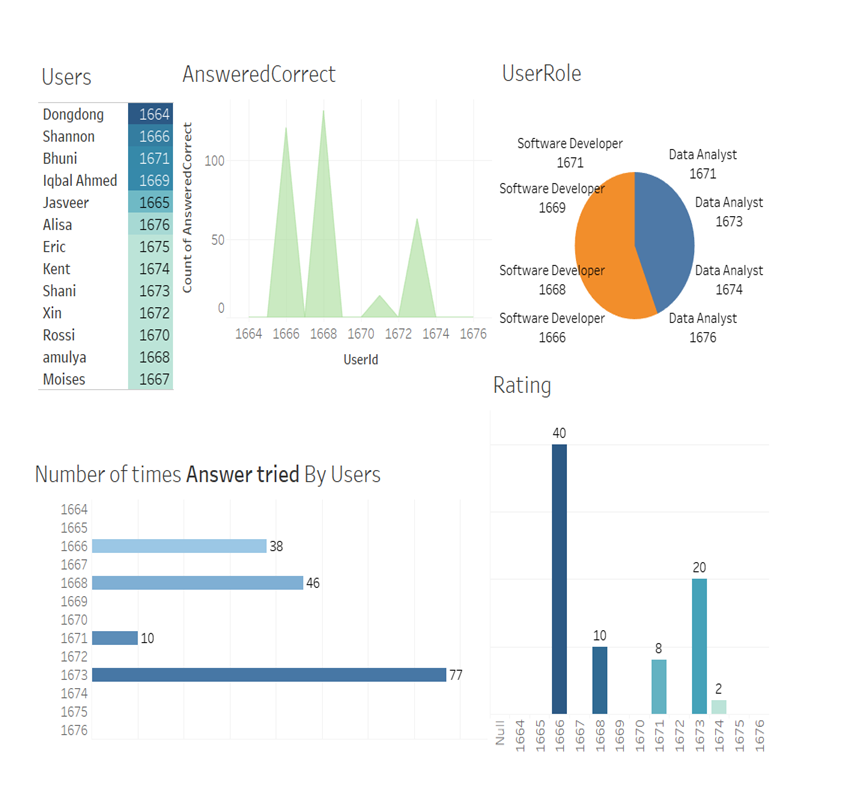 Users
Dongdong 1664
Shannon 1666
Bhuni 1671
Iqbal Ahmed 1669
Jasveer 1665
Alisa 1676
Eric 1675
Kent 1674
Shani 1673
Xin 1672
Rossi 1670
amulya 1668
Moises 1667
AnsweredCorrect
Count of AnsweredCorrect
100
50
0
1664 1666 1668 1670 1672 1674 1676
UserId
UserRole
Software Developer
1671
Software Developer
1669
Software Developer
1668
Software Developer
1666
Data Analyst
1671
Data Analyst
1673
Data Analyst
1674
Data Analyst
1676
Number of times Answer tried By Users
1664
1665
1666 38
1667
1668 46
1669
1670
1671 10
1672
1673 77
1674
1675
1676
Rating
40
10
8
20
2
Null 1664 1665 1666 1667 1668 1669 1670 1671 1672 1673 1674 1675 1676